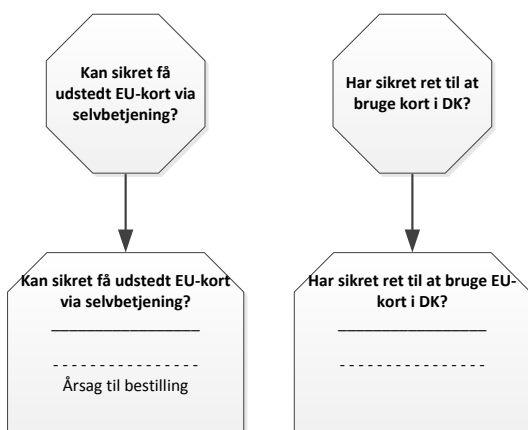 Kan sikret få
udstedt EU-kort via
selvbetjening?
Har sikret ret til at
bruge kort i DK?
Kan sikret få udstedt EU-kort
via selvbetjening?
Årsag til bestilling
Har sikret ret til at bruge EU-
kort i DK?